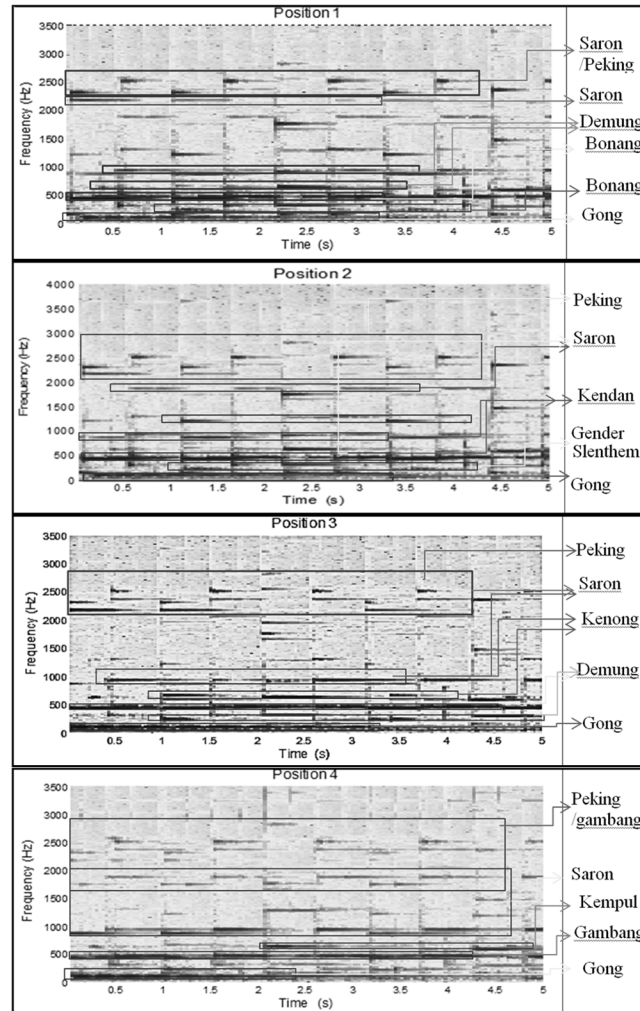 Position 1
3500
3000
2500
2000
1500
1000
500
0
Frequency (Hz)
0.5 1 1.5 2 2.5 3 3.5 4 4.5 5
Time (s)
Saron
/Peking
Saron
Demung
Bonang
Bonang
Gong
Position 2
4000
3500
3000
2500
2000
1500
1000
500
0
Frequency (Hz)
0.5 1 1.5 2 2.5 3 3.5 4 4.5 5
Time (s)
Peking
Saron
Kendan
Gender
Slenthem
Gong
Position 3
3500
3000
2500
2000
1500
1000
500
0
Frequency (Hz)
0.5 1 1.5 2 2.5 3 3.5 4 4.5 5
Time (s)
Peking
Saron
Kenong
Demung
Gong
Position 4
3500
3000
2500
2000
1500
1000
500
0
Frequency (Hz)
0.5 1 1.5 2 2.5 3 3.5 4 4.5 5
Time (s)
Peking
/gambang
Saron
Kempul
Gambang
Gong